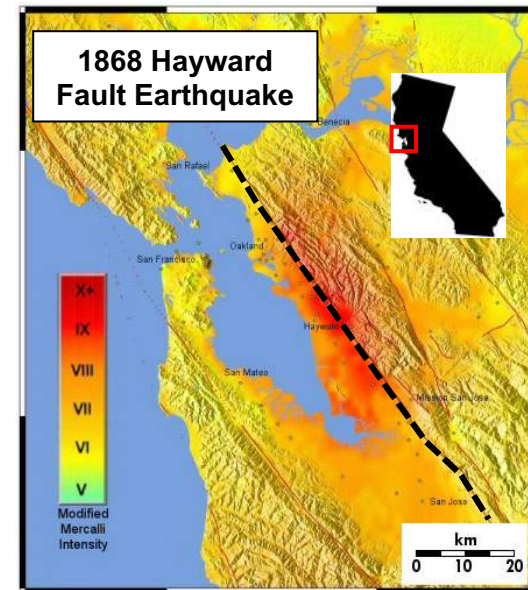 1868 Hayward
Fault Earthquake
Benecia
San Rafael
Oakland
San Francisco
X+
IX
Hayward
VIII
VII
San Mateo
Mission San Jose
VI
V
San Jose
Modified
Mercalli
Intensity
km
0 10 20